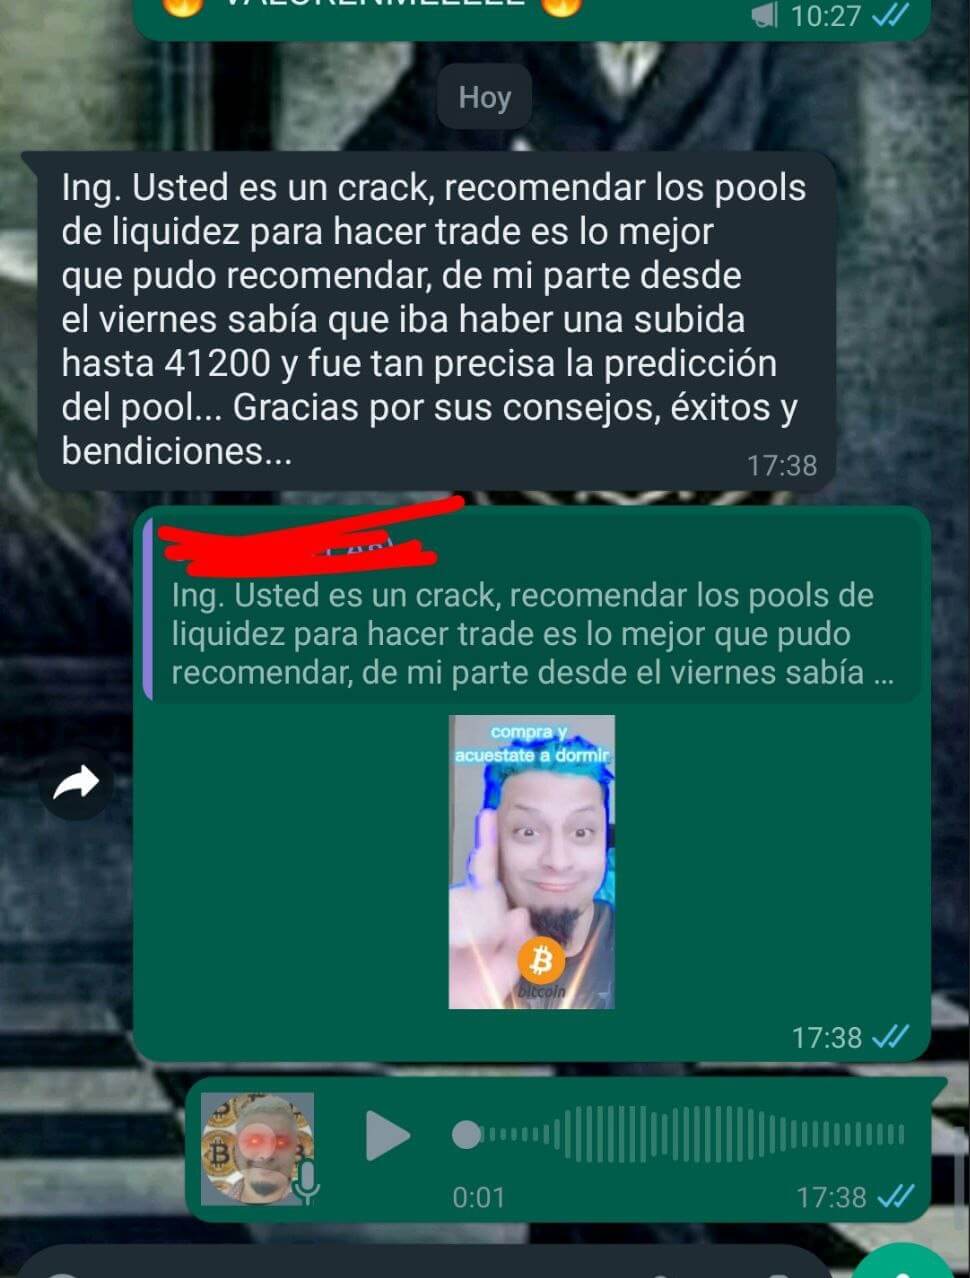 10:27
Hoy
Ing. Usted es un crack, recomendar los pools
de liquidez para hacer trade es lo mejor
que pudo recomendar, de mi parte desde
el viernes sabía que iba haber una subida
hasta 41200 y fue tan precisa la predicción
del pool... Gracias por sus consejos, éxitos y
bendiciones...
17:38
Ing. Usted es un crack, recomendar los pools de
liquidez para hacer trade es lo mejor que pudo
recomendar, de mi parte desde el viernes sabía ...
compra y
acuestate a dormir
bitcoin
17:38
0:01
17:38